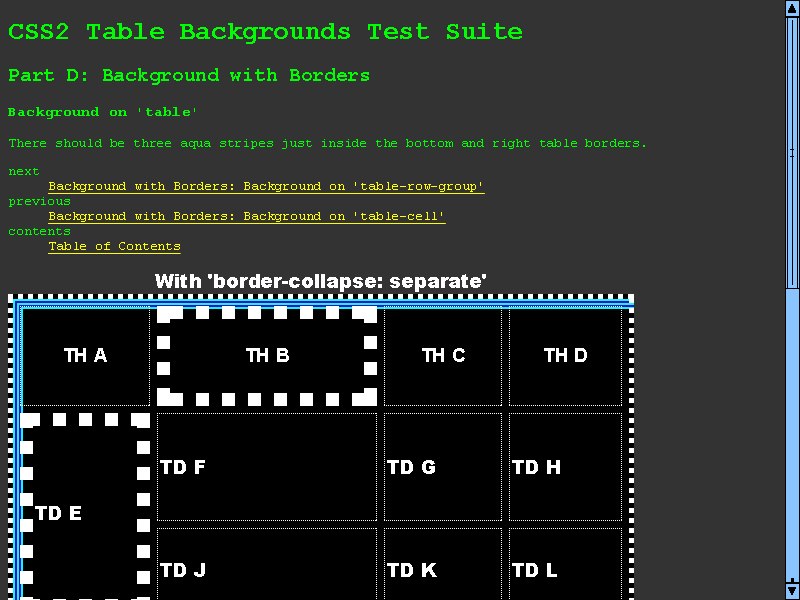 CSS2 Table Backgrounds Test Suite
Part D: Background with Borders
Background on 'table'
There should be three aqua stripes just inside the bottom and right table borders.
next
Background with Borders: Background on 'table-row-group'
previous
Background with Borders: Background on 'table-cell'
contents
Table of Contents
With 'border-collapse: separate'
TH A TH B TH C TH D
TD F TD G TD H
TD E
TD J TD K TD L